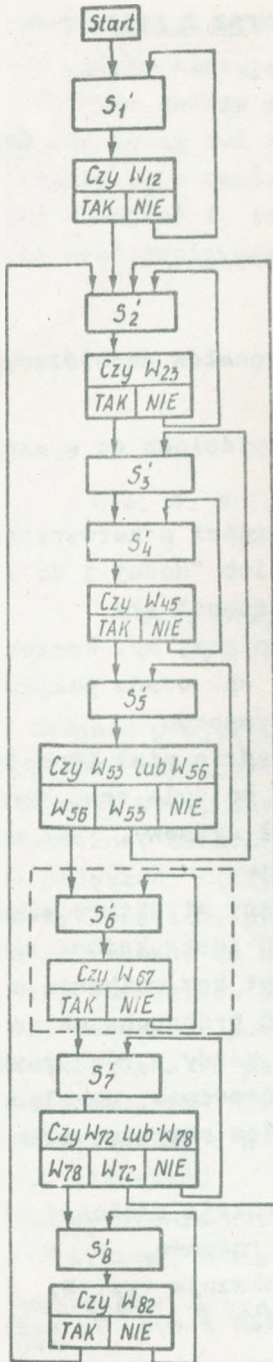 Start
S₁′
Czy W₁₂
TAK NIE
S₂′
Czy W₂₃
TAK NIE
S₃′
S₄′
Czy W₄₅
TAK NIE
S₅′
Czy W₅₃ lub W₅₆
W₅₆ W₅₃ NIE
S₆′
Czy W₆₇
TAK NIE
S₇′
Czy W₇₂ lub W₇₈
W₇₈ W₇₂ NIE
S₈′
Czy W₈₂
TAK NIE